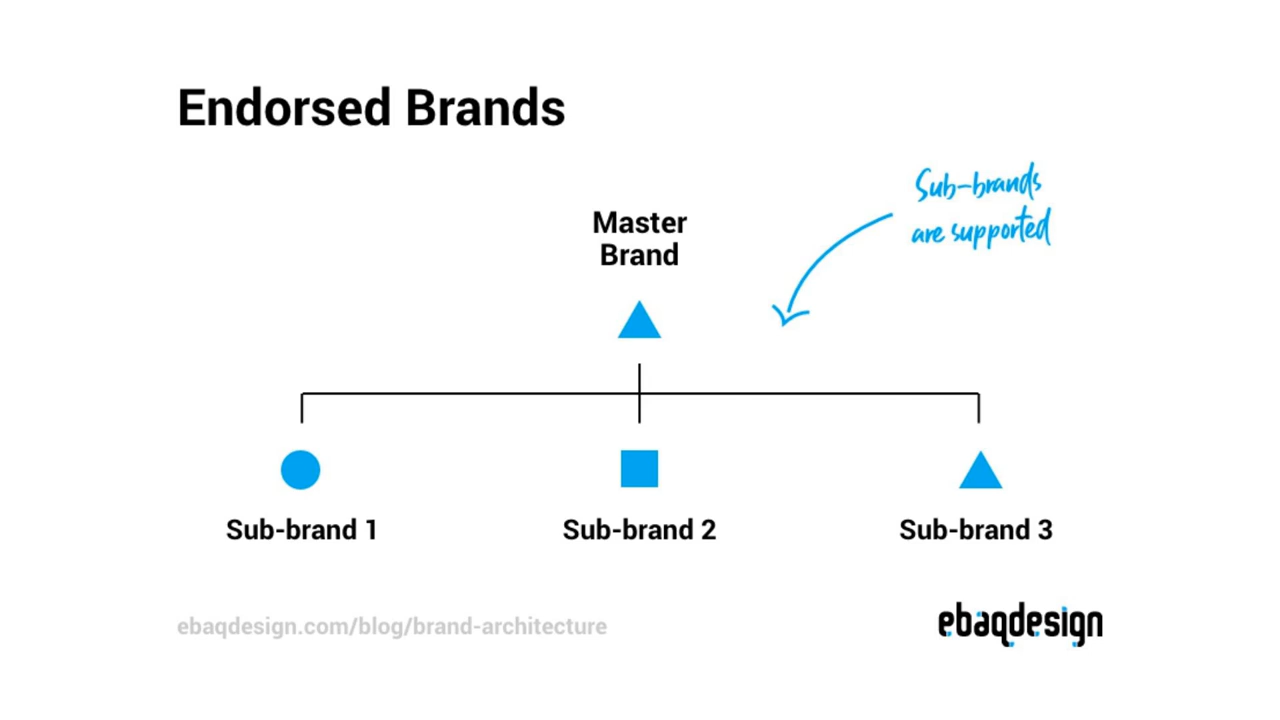 Endorsed Brands
Sub-brands
are supported
Master
Brand
Sub-brand 1
Sub-brand 2
Sub-brand 3
ebaqdesign.com/blog/brand-architecture
ebaqdesign